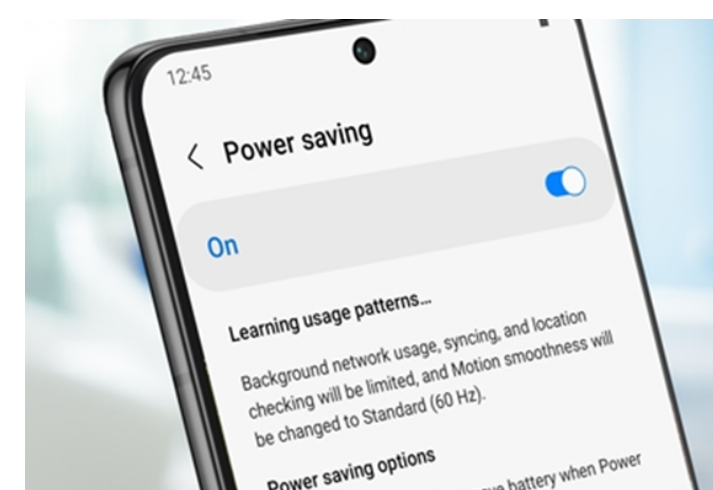 12:45
Power saving
On
Learning usage patterns...
Background network usage, syncing, and location
checking will be limited, and Motion smoothness will
be changed to Standard (60 Hz).
Power saving options
battery when Power